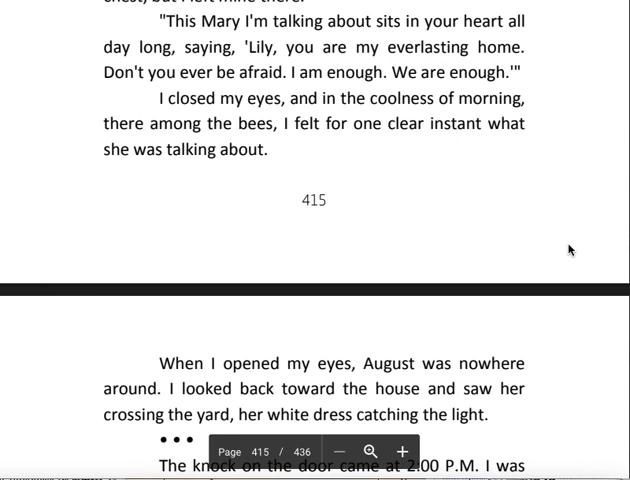 chest, but I left mine there.
"This Mary I'm talking about sits in your heart all
day long, saying, 'Lily, you are my everlasting home.
Don't you ever be afraid. I am enough. We are enough.'"
I closed my eyes, and in the coolness of morning,
there among the bees, I felt for one clear instant what
she was talking about.
415
When I opened my eyes, August was nowhere
around. I looked back toward the house and saw her
crossing the yard, her white dress catching the light.
•••
Page 415 / 436
The knock on the door came at 2:00 P.M. I was